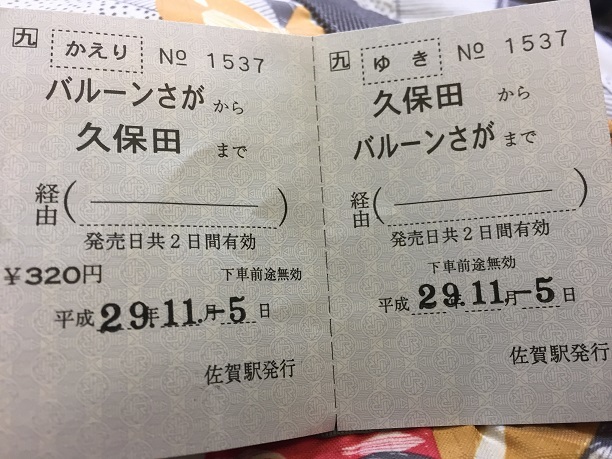 九 かえり No 1537
バルーンさがから
久保田まで
経由(———)
発売日共2日間有効
¥320円 下車前途無効
平成29年11.月-5日
佐賀駅発行
九 ゆき No 1537
久保田から
バルーンさがまで
経由(———)
発売日共2日間有効
下車前途無効
平成29年11月-5日
佐賀駅発行